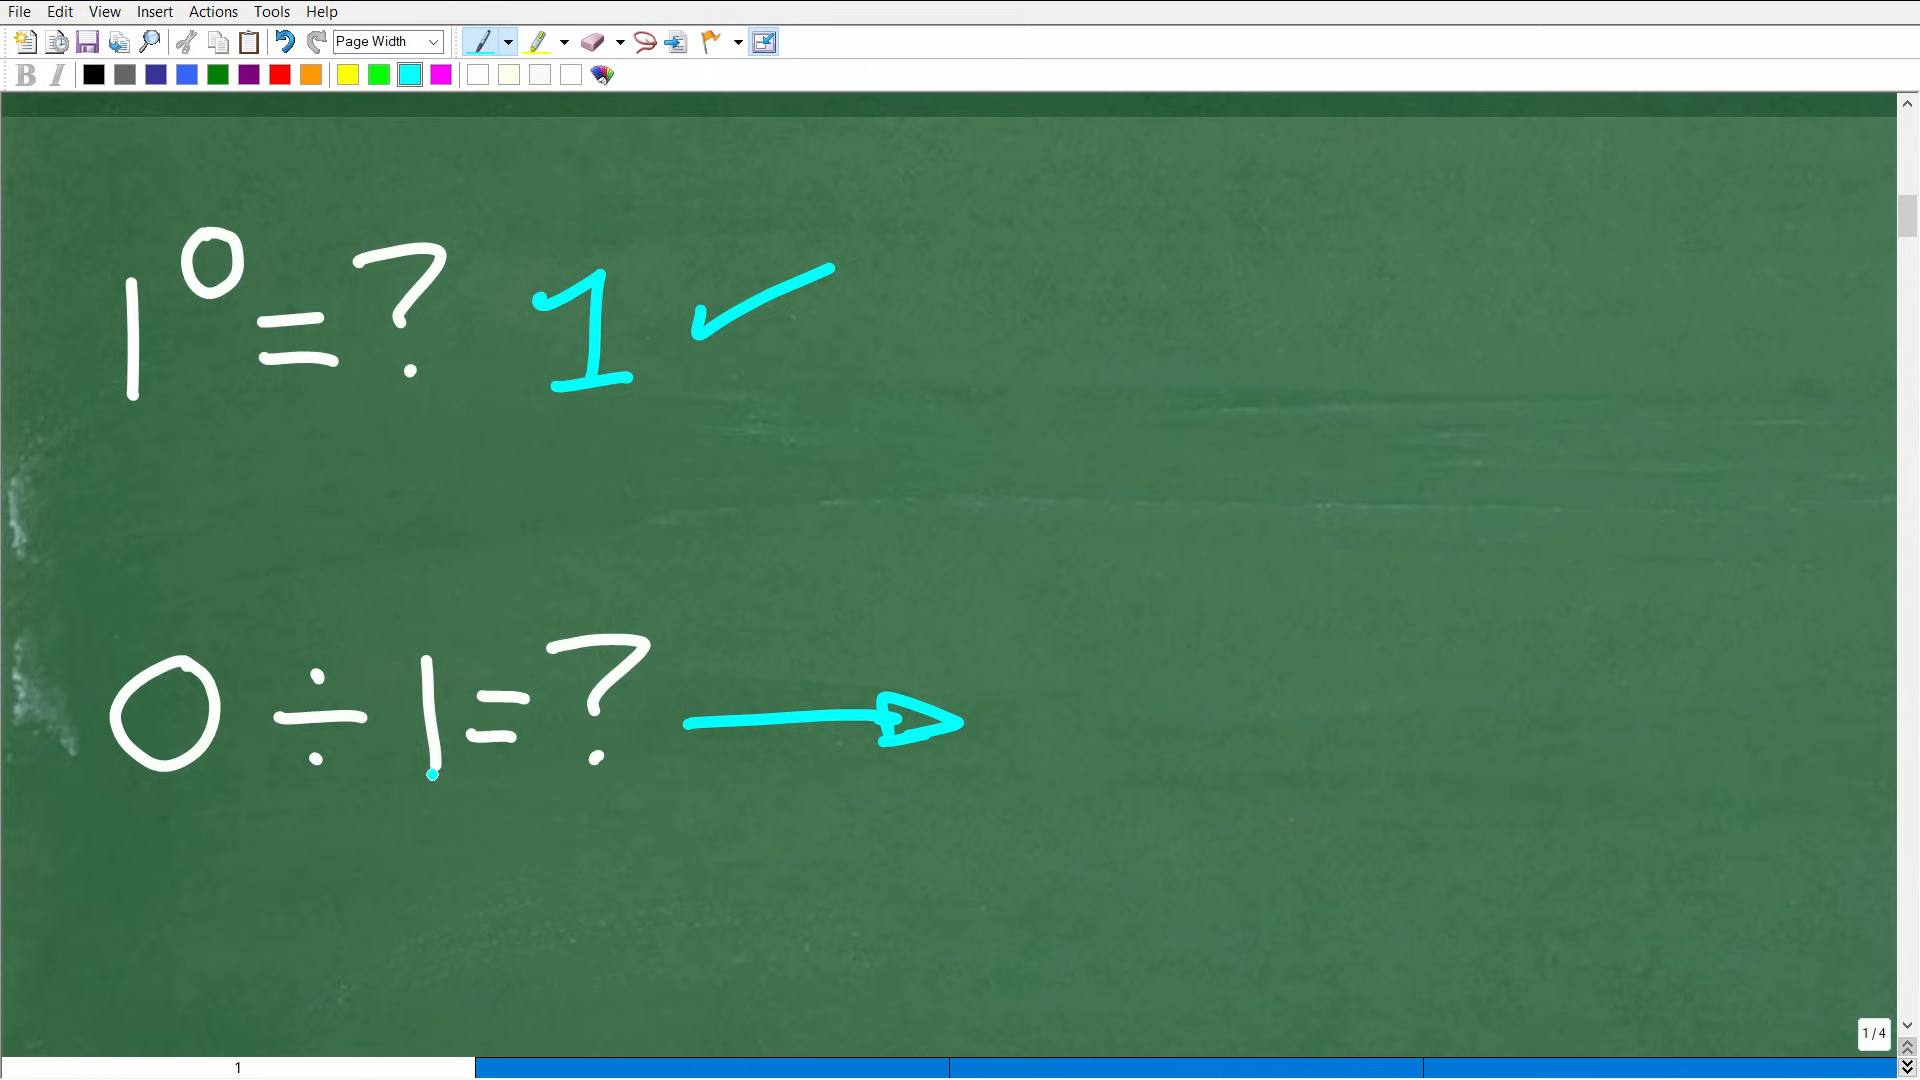 File Edit View Insert Actions Tools Help
Page Width
B I
1⁰ = ? 1 ✓
0 ÷ 1 = ? →
1 / 4
1